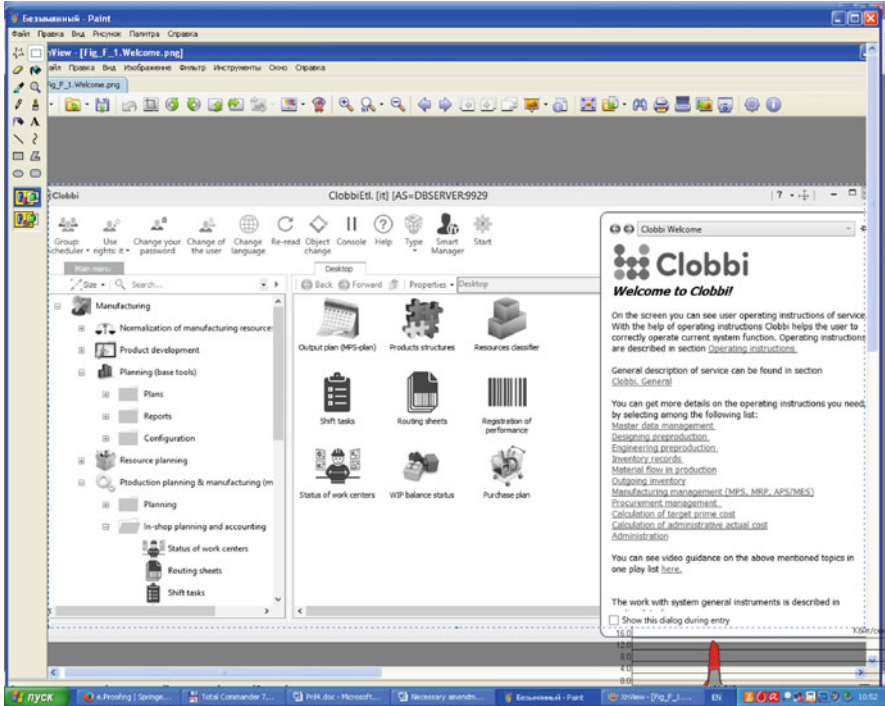 Безымянный - Paint
Файл Правка Вид Рисунок Палитра Справка
nView - [Fig_F_1.Welcome.png]
айл Правка Вид Изображение Фильтр Инструменты Окно Справка
ig_F_1.Welcome.png
Clobbi
ClobbiEtl. [it] [AS=DBSERVER:9929
Group: cheduler
Use rights: it
Change your password
Change of the user
Change language
Re-read
Object change
Console
Help
Type
Smart Manager
Start
Main menu
Desktop
Size
Search...
Back
Forward
Properties
Desktop
Manufacturing
Normalization of manufacturing resource
Product development
Planning (base tools)
Plans
Reports
Configuration
Resource planning
Ptoduction planning & manufacturing (m
Planning
In-shop planning and accounting
Status of work centers
Routing sheets
Shift tasks
Output plan (MPS-plan)
Products structures
Resources classifier
Shift tasks
Routing sheets
Registration of performance
Status of work centers
WIP balance status
Purchase plan
Clobbi Welcome
Clobbi
Welcome to Clobbi!
On the screen you can see user operating instructions of service
With the help of operating instructions Clobbi helps the user to
correctly operate current system function. Operating instructions
are described in section Operating instructions.
General description of service can be found in section
Clobbi. General
You can get more details on the operating instructions you need,
by selecting among the following list:
Master data management
Designing preproduction
Engineering preproduction
Inventory records
Material flow in production
Outgoing inventory
Manufacturing management (MPS, MRP, APS/MES)
Procurement management
Calculation of target prime cost
Calculation of administrative actual cost
Administration
You can see video guidance on the above mentioned topics in
one play list here.
The work with system general instruments is described in
Show this dialog during entry
16.0
12.0
8.0
4.0
0.0
пуск
e.Proofing | Springe...
Total Commander 7....
Pril4.doc - Microsoft...
Necessary amendm...
Безымянный - Paint
XnView - [Fig_F_1....
EN
10:52